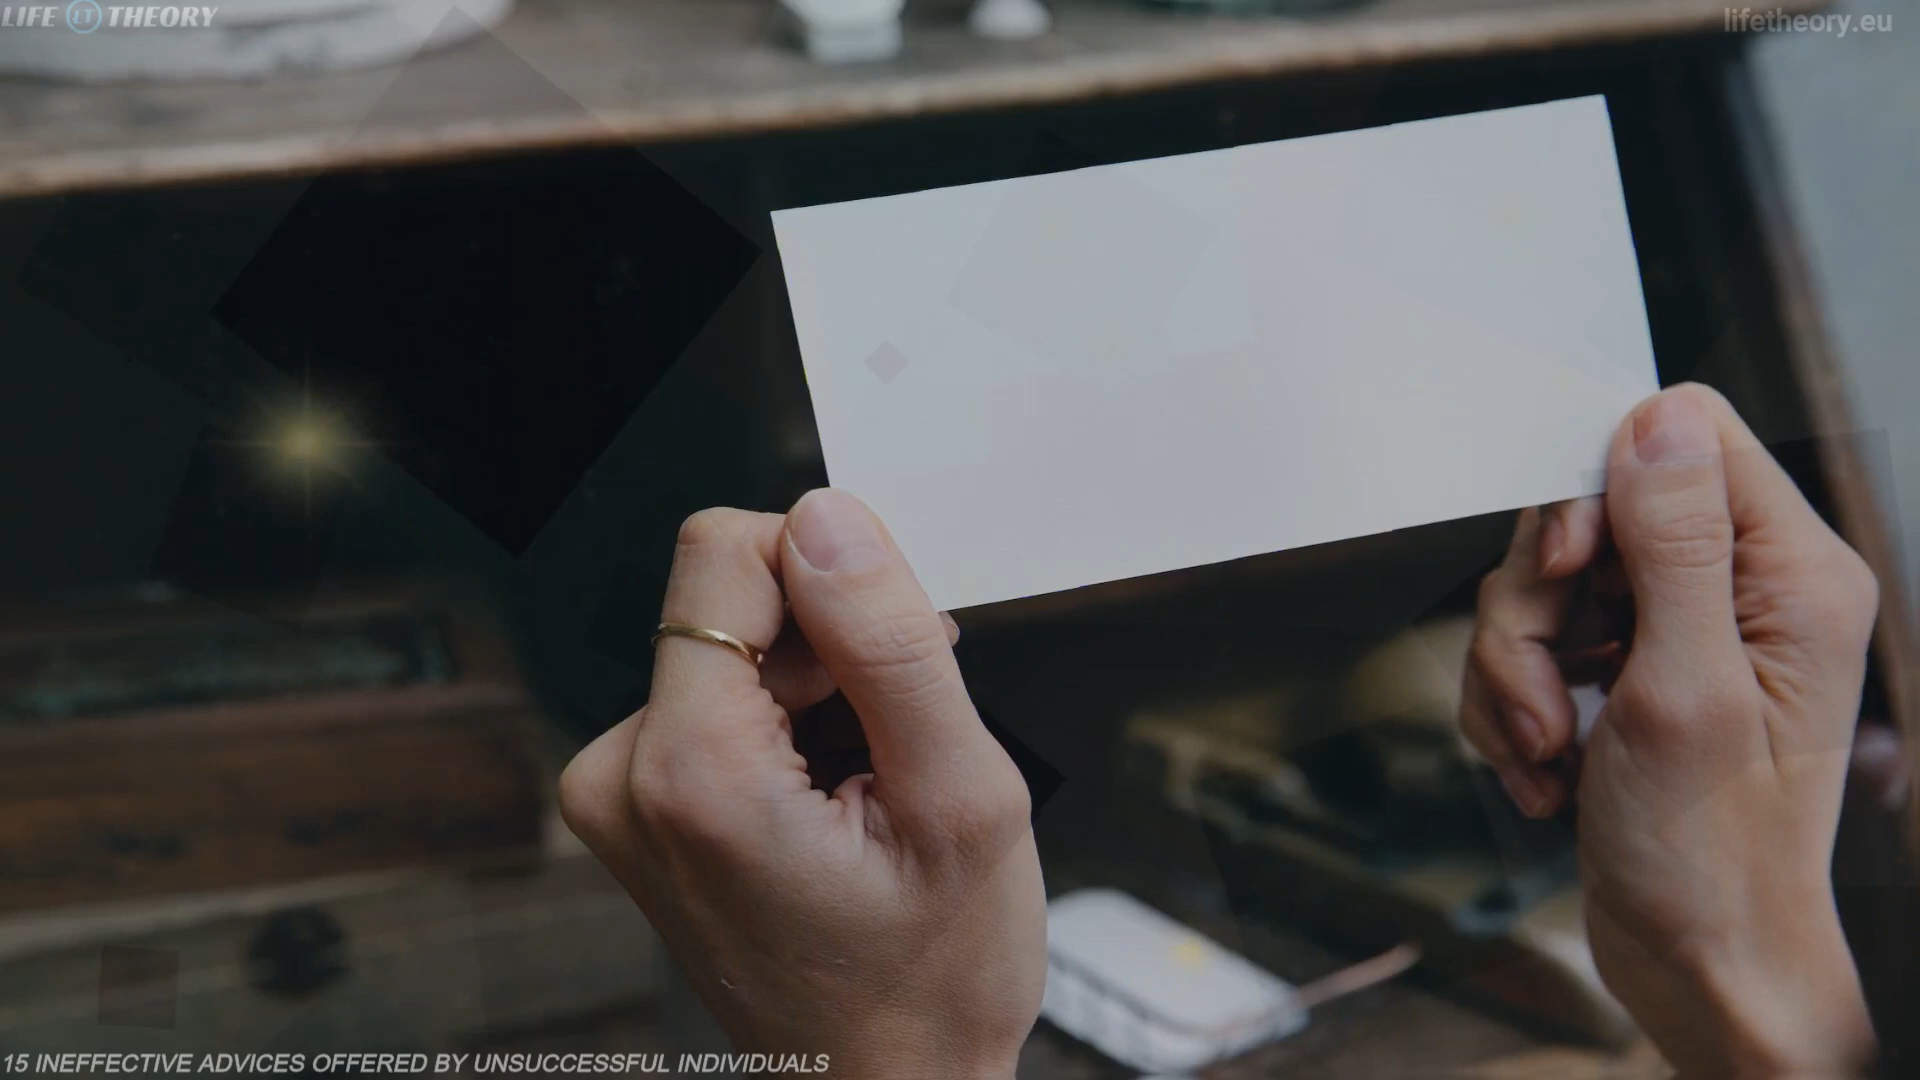 LIFE LT THEORY
lifetheory.eu
15 INEFFECTIVE ADVICES OFFERED BY UNSUCCESSFUL INDIVIDUALS